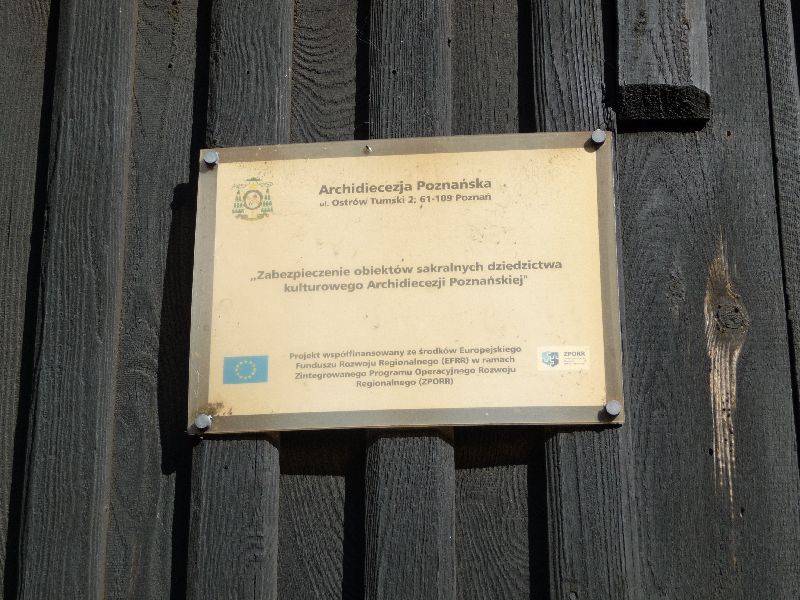 Archidiecezja Poznańska
ul. Ostrów Tumski 2; 61-109 Poznań
„Zabezpieczenie obiektów sakralnych dziedzictwa
kulturowego Archidiecezji Poznańskiej"
Projekt współfinansowany ze środków Europejskiego
Funduszu Rozwoju Regionalnego (EFRR) w ramach
Zintegrowanego Programu Operacyjnego Rozwoju
Regionalnego (ZPORR)
ZPORR